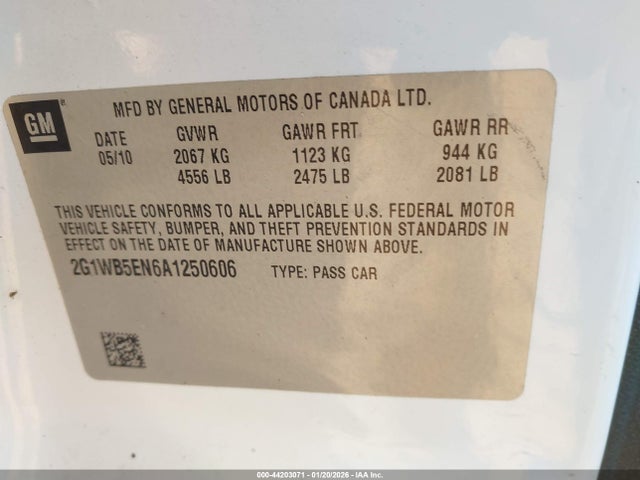 MFD BY GENERAL MOTORS OF CANADA LTD.
GM®
DATE GVWR GAWR FRT GAWR RR
05/10 2067 KG 1123 KG 944 KG
4556 LB 2475 LB 2081 LB
THIS VEHICLE CONFORMS TO ALL APPLICABLE U.S. FEDERAL MOTOR
VEHICLE SAFETY, BUMPER, AND THEFT PREVENTION STANDARDS IN
EFFECT ON THE DATE OF MANUFACTURE SHOWN ABOVE.
2G1WB5EN6A1250606 TYPE: PASS CAR
000-44203071 - 01/20/2026 - IAA Inc.